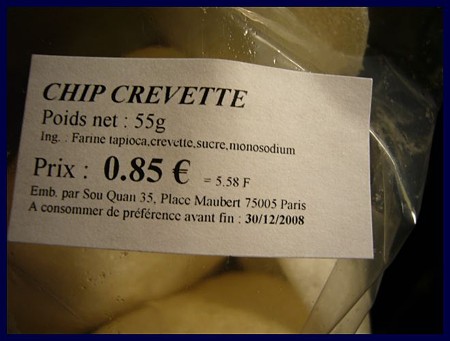 CHIP CREVETTE
Poids net : 55g
Ing. : Farine tapioca,crevette,sucre,monosodium
Prix : 0.85 € = 5.58 F
Emb. par Sou Quan 35, Place Maubert 75005 Paris
A consommer de préférence avant fin : 30/12/2008